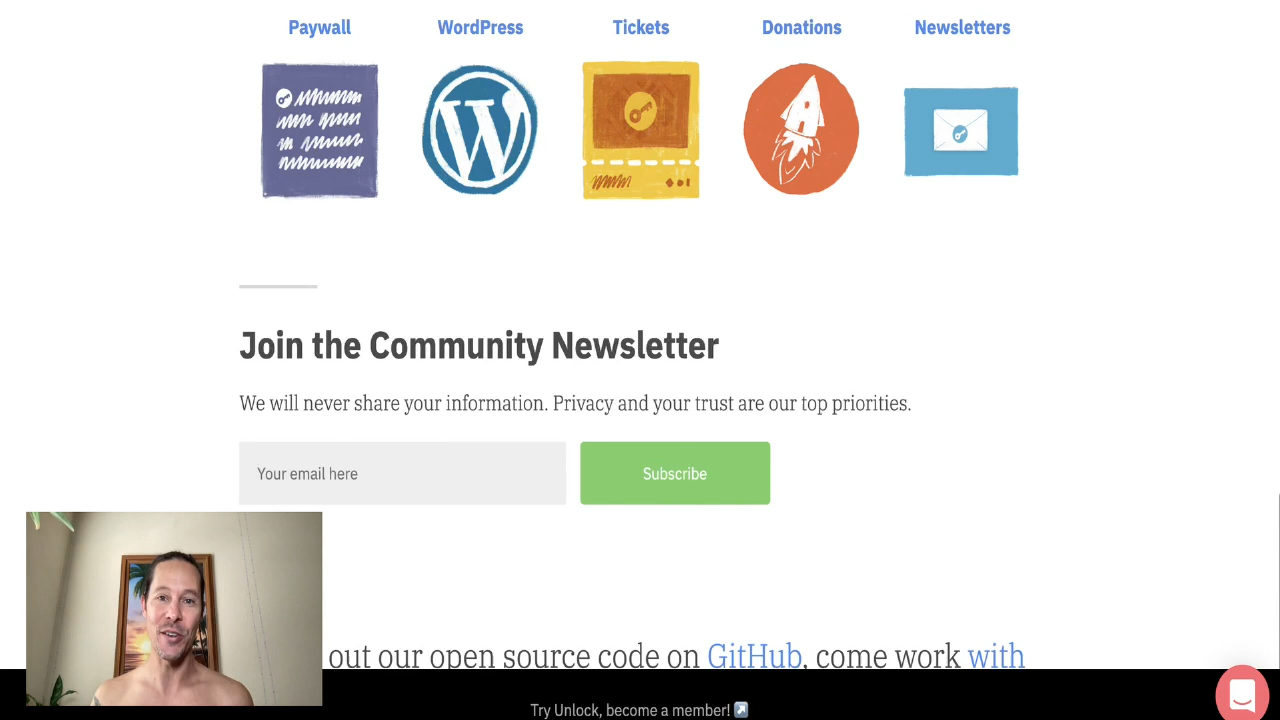 Paywall
WordPress
Tickets
Donations
Newsletters
Join the Community Newsletter
We will never share your information. Privacy and your trust are our top priorities.
Your email here
Subscribe
out our open source code on GitHub, come work with
Try Unlock, become a member!